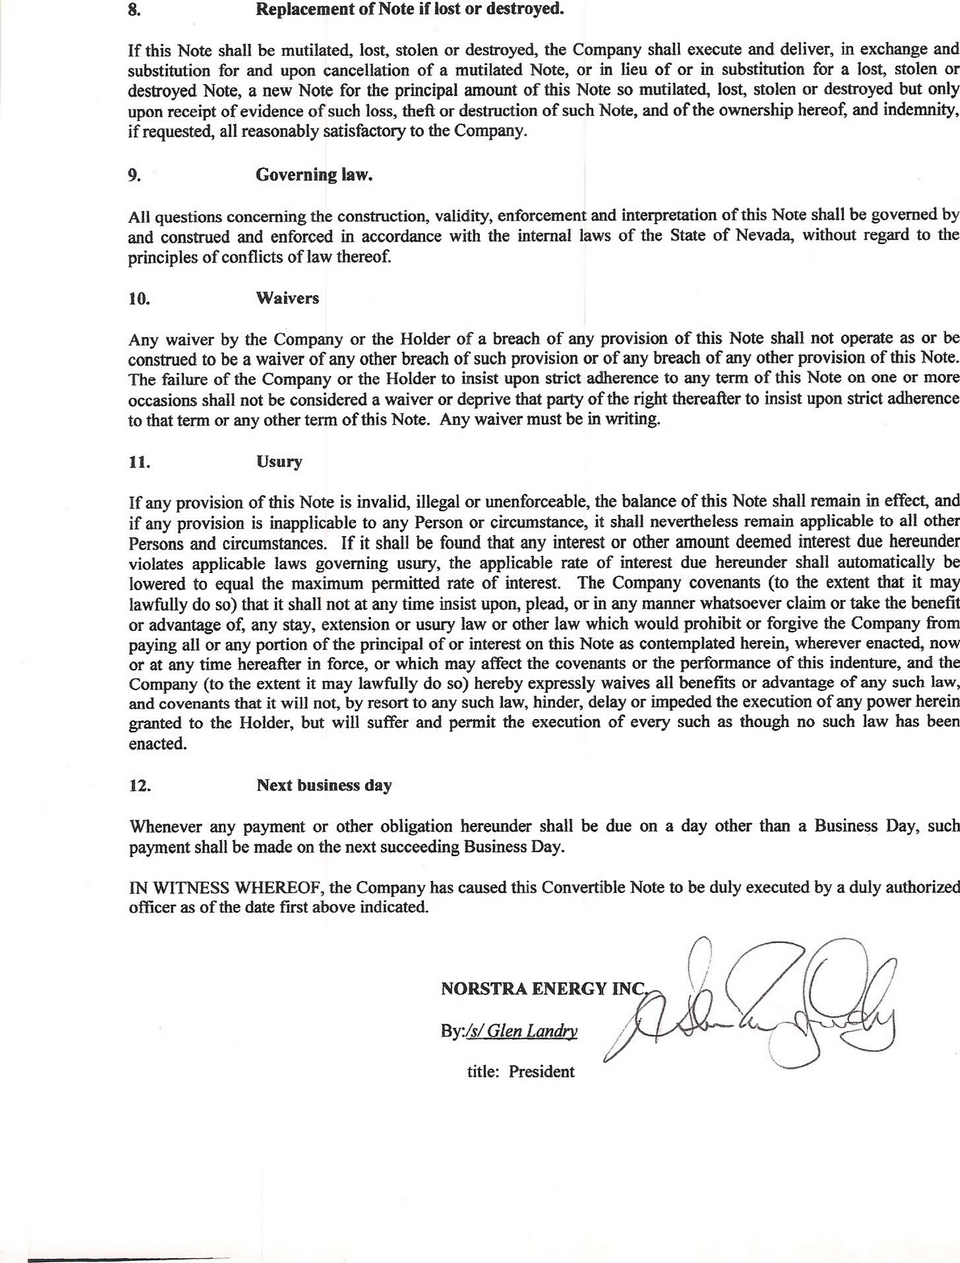 8. Replacement of Note if lost or destroyed.
If this Note shall be mutilated, lost, stolen or destroyed, the Company shall execute and deliver, in exchange and
substitution for and upon cancellation of a mutilated Note, or in lieu of or in substitution for a lost, stolen or
destroyed Note, a new Note for the principal amount of this Note so mutilated, lost, stolen or destroyed but only
upon receipt of evidence of such loss, theft or destruction of such Note, and of the ownership hereof, and indemnity,
if requested, all reasonably satisfactory to the Company.
9. Governing law.
All questions concerning the construction, validity, enforcement and interpretation of this Note shall be governed by
and construed and enforced in accordance with the internal laws of the State of Nevada, without regard to the
principles of conflicts of law thereof.
10. Waivers
Any waiver by the Company or the Holder of a breach of any provision of this Note shall not operate as or be
construed to be a waiver of any other breach of such provision or of any breach of any other provision of this Note.
The failure of the Company or the Holder to insist upon strict adherence to any term of this Note on one or more
occasions shall not be considered a waiver or deprive that party of the right thereafter to insist upon strict adherence
to that term or any other term of this Note. Any waiver must be in writing.
11. Usury
If any provision of this Note is invalid, illegal or unenforceable, the balance of this Note shall remain in effect, and
if any provision is inapplicable to any Person or circumstance, it shall nevertheless remain applicable to all other
Persons and circumstances. If it shall be found that any interest or other amount deemed interest due hereunder
violates applicable laws governing usury, the applicable rate of interest due hereunder shall automatically be
lowered to equal the maximum permitted rate of interest. The Company covenants (to the extent that it may
lawfully do so) that it shall not at any time insist upon, plead, or in any manner whatsoever claim or take the benefit
or advantage of, any stay, extension or usury law or other law which would prohibit or forgive the Company from
paying all or any portion of the principal of or interest on this Note as contemplated herein, wherever enacted, now
or at any time hereafter in force, or which may affect the covenants or the performance of this indenture, and the
Company (to the extent it may lawfully do so) hereby expressly waives all benefits or advantage of any such law,
and covenants that it will not, by resort to any such law, hinder, delay or impeded the execution of any power herein
granted to the Holder, but will suffer and permit the execution of every such as though no such law has been
enacted.
12. Next business day
Whenever any payment or other obligation hereunder shall be due on a day other than a Business Day, such
payment shall be made on the next succeeding Business Day.
IN WITNESS WHEREOF, the Company has caused this Convertible Note to be duly executed by a duly authorized
officer as of the date first above indicated.
NORSTRA ENERGY INC.
By:/s/ Glen Landry
title: President